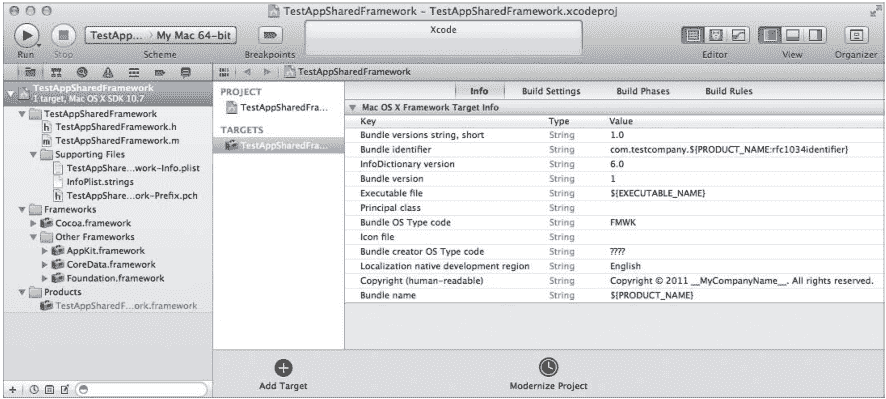 TestAppSharedFramework - TestAppSharedFramework.xcodeproj
Run Stop
TestApp... My Mac 64-bit
Scheme
Breakpoints
Xcode
Editor
View
Organizer
TestAppSharedFramework
1 target, Mac OS X SDK 10.7
TestAppSharedFramework
TestAppSharedFramework.h
TestAppSharedFramework.m
Supporting Files
TestAppShare...work-Info.plist
InfoPlist.strings
TestAppShare...ork-Prefix.pch
Frameworks
Cocoa.framework
Other Frameworks
AppKit.framework
CoreData.framework
Foundation.framework
Products
TestAppSharedF...ork.framework
TestAppSharedFramework
PROJECT
TestAppSharedFra...
TARGETS
TestAppSharedFra...
Info Build Settings Build Phases Build Rules
Mac OS X Framework Target Info
Key Type Value
Bundle versions string, short String 1.0
Bundle identifier String com.testcompany.${PRODUCT_NAME:rfc1034identifier}
InfoDictionary version String 6.0
Bundle version String 1
Executable file String ${EXECUTABLE_NAME}
Principal class String
Bundle OS Type code String FMWK
Icon file String
Bundle creator OS Type code String ????
Localization native development region String English
Copyright (human-readable) String Copyright © 2011 __MyCompanyName__. All rights reserved.
Bundle name String ${PRODUCT_NAME}
Add Target
Modernize Project